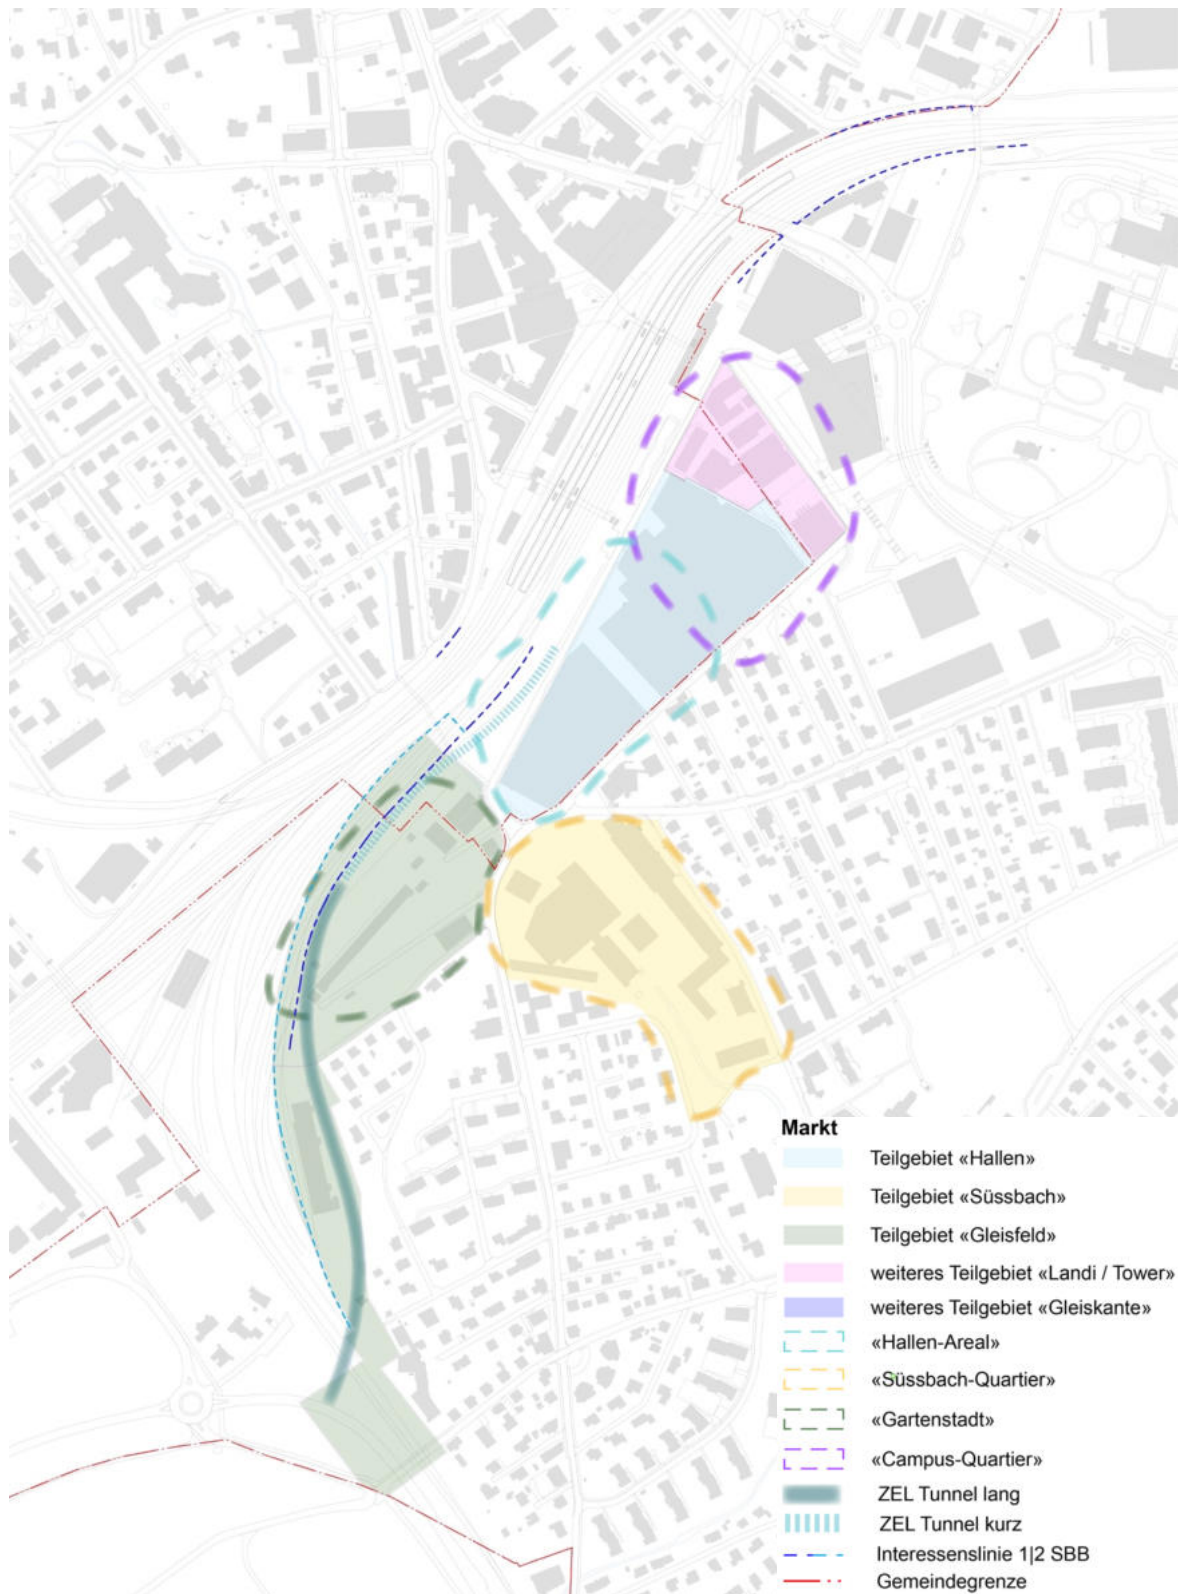 Markt
Teilgebiet «Hallen»
Teilgebiet «Süssbach»
Teilgebiet «Gleisfeld»
weiteres Teilgebiet «Landi / Tower»
weiteres Teilgebiet «Gleiskante»
«Hallen-Areal»
«Süssbach-Quartier»
«Gartenstadt»
«Campus-Quartier»
ZEL Tunnel lang
ZEL Tunnel kurz
Interessenslinie 1|2 SBB
Gemeindegrenze